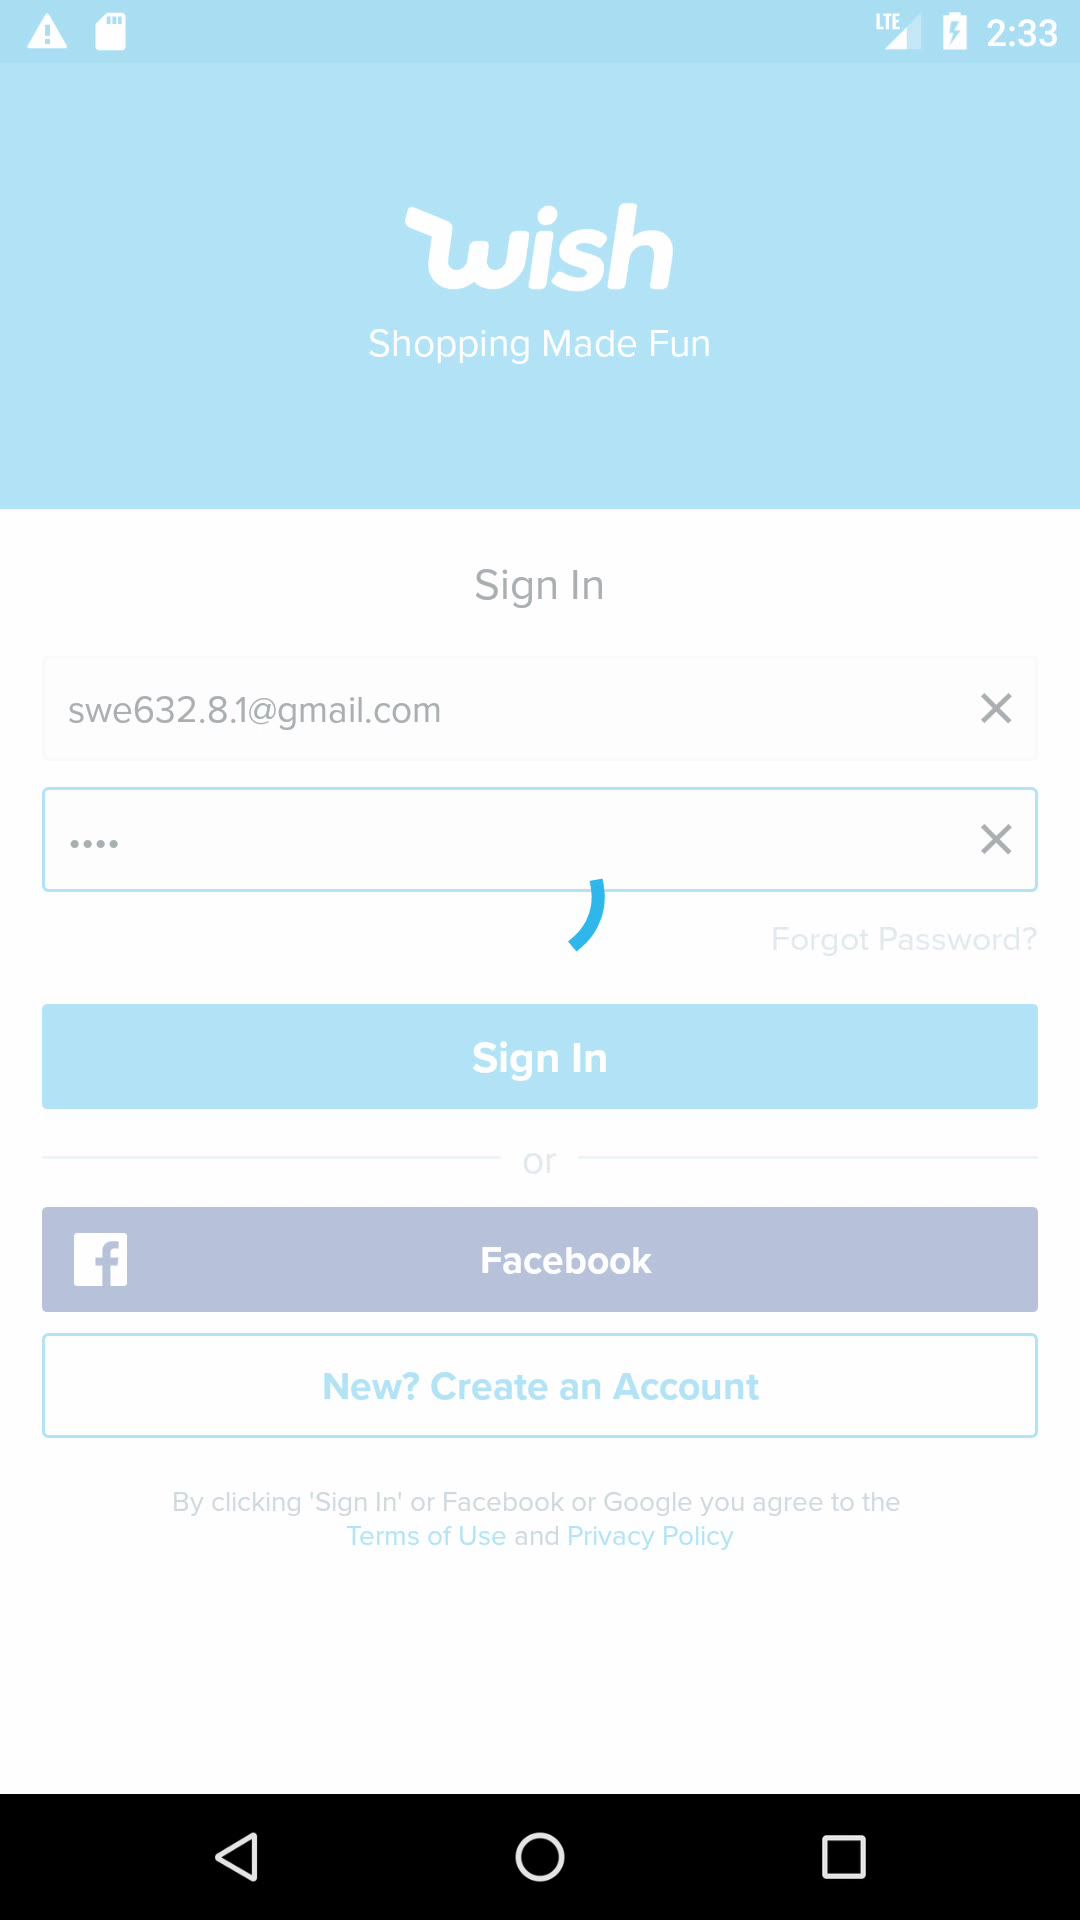 LTE 2:33
wish
Shopping Made Fun
Sign In
swe632.8.1@gmail.com
••••
Forgot Password?
Sign In
or
Facebook
New? Create an Account
By clicking 'Sign In' or Facebook or Google you agree to the
Terms of Use and Privacy Policy